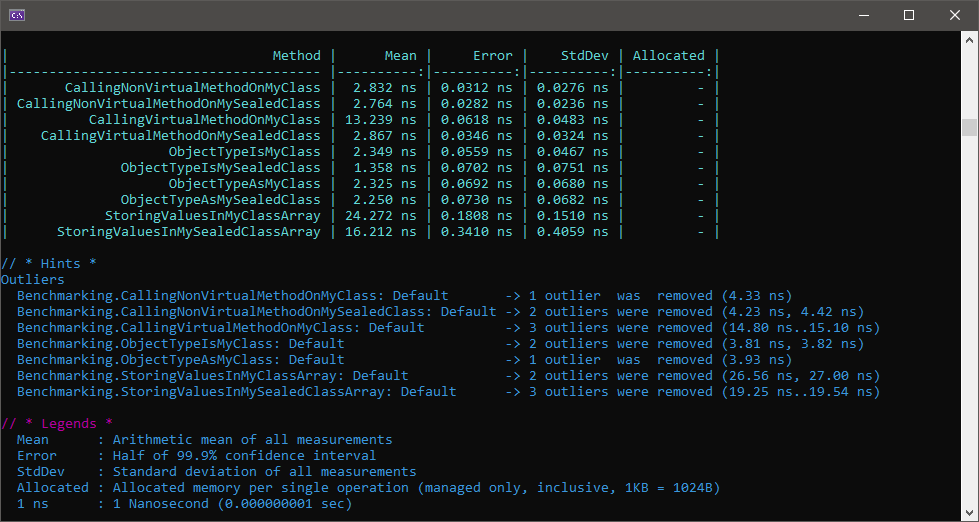 C:\
|                                  Method |      Mean |     Error |    StdDev | Allocated |
|---------------------------------------- |----------:|----------:|----------:|----------:|
|       CallingNonVirtualMethodOnMyClass |  2.832 ns | 0.0312 ns | 0.0276 ns |         - |
| CallingNonVirtualMethodOnMySealedClass |  2.764 ns | 0.0282 ns | 0.0236 ns |         - |
|          CallingVirtualMethodOnMyClass | 13.239 ns | 0.0618 ns | 0.0483 ns |         - |
|    CallingVirtualMethodOnMySealedClass |  2.867 ns | 0.0346 ns | 0.0324 ns |         - |
|                    ObjectTypeIsMyClass |  2.349 ns | 0.0559 ns | 0.0467 ns |         - |
|              ObjectTypeIsMySealedClass |  1.358 ns | 0.0702 ns | 0.0751 ns |         - |
|                    ObjectTypeAsMyClass |  2.325 ns | 0.0692 ns | 0.0680 ns |         - |
|              ObjectTypeAsMySealedClass |  2.250 ns | 0.0730 ns | 0.0682 ns |         - |
|            StoringValuesInMyClassArray | 24.272 ns | 0.1808 ns | 0.1510 ns |         - |
|      StoringValuesInMySealedClassArray | 16.212 ns | 0.3410 ns | 0.4059 ns |         - |
// * Hints *
Outliers
  Benchmarking.CallingNonVirtualMethodOnMyClass: Default       -> 1 outlier  was  removed (4.33 ns)
  Benchmarking.CallingNonVirtualMethodOnMySealedClass: Default -> 2 outliers were removed (4.23 ns, 4.42 ns)
  Benchmarking.CallingVirtualMethodOnMyClass: Default          -> 3 outliers were removed (14.80 ns..15.10 ns)
  Benchmarking.ObjectTypeIsMyClass: Default                    -> 2 outliers were removed (3.81 ns, 3.82 ns)
  Benchmarking.ObjectTypeAsMyClass: Default                    -> 1 outlier  was  removed (3.93 ns)
  Benchmarking.StoringValuesInMyClassArray: Default            -> 2 outliers were removed (26.56 ns, 27.00 ns)
  Benchmarking.StoringValuesInMySealedClassArray: Default      -> 3 outliers were removed (19.25 ns..19.54 ns)
// * Legends *
  Mean      : Arithmetic mean of all measurements
  Error     : Half of 99.9% confidence interval
  StdDev    : Standard deviation of all measurements
  Allocated : Allocated memory per single operation (managed only, inclusive, 1KB = 1024B)
  1 ns      : 1 Nanosecond (0.000000001 sec)